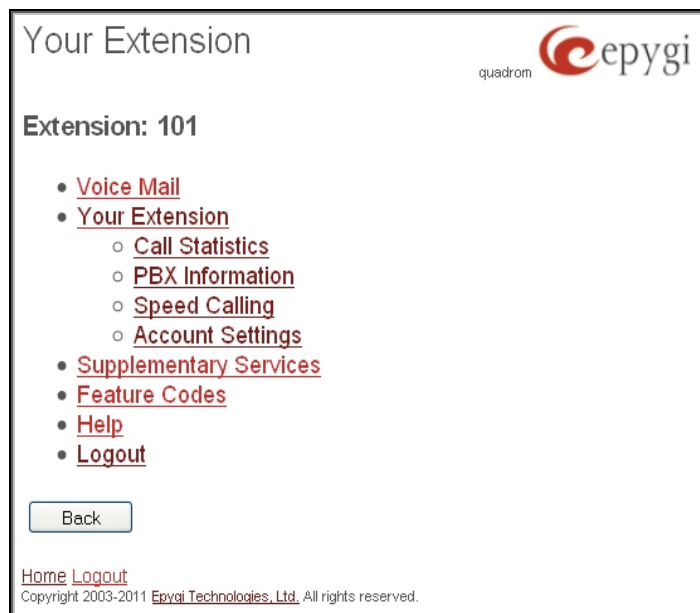 Your Extension
quadrom epygi
Extension: 101
Voice Mail
Your Extension
Call Statistics
PBX Information
Speed Calling
Account Settings
Supplementary Services
Feature Codes
Help
Logout
Back
Home Logout
Copyright 2003-2011 Epygi Technologies, Ltd. All rights reserved.